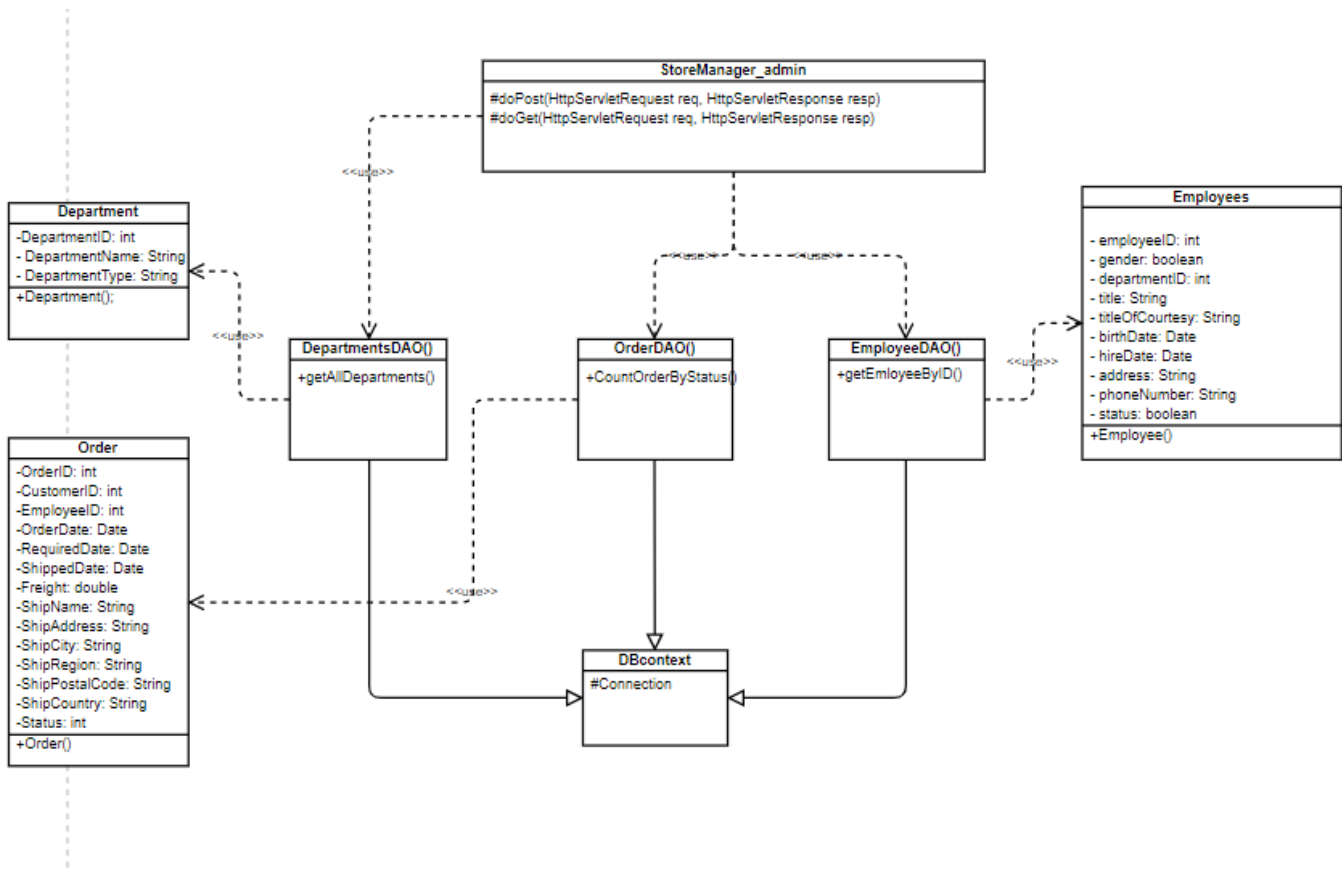 StoreManager_admin
#doPost(HttpServletRequest req, HttpServletResponse resp)
#doGet(HttpServletRequest req, HttpServletResponse resp)
<<use>>
Department
-DepartmentID: int
- DepartmentName: String
- DepartmentType: String
+Department();
<<use>>
<<use>>
<<use>>
Employees
- employeeID: int
- gender: boolean
- departmentID: int
- title: String
- titleOfCourtesy: String
- birthDate: Date
- hireDate: Date
- address: String
- phoneNumber: String
- status: boolean
+Employee()
<<use>>
DepartmentsDAO()
+getAllDepartments()
OrderDAO()
+CountOrderByStatus()
EmployeeDAO()
+getEmloyeeByID()
<<use>>
Order
-OrderID: int
-CustomerID: int
-EmployeeID: int
-OrderDate: Date
-RequiredDate: Date
-ShippedDate: Date
-Freight: double
-ShipName: String
-ShipAddress: String
-ShipCity: String
-ShipRegion: String
-ShipPostalCode: String
-ShipCountry: String
-Status: int
+Order()
<<use>>
DBcontext
#Connection